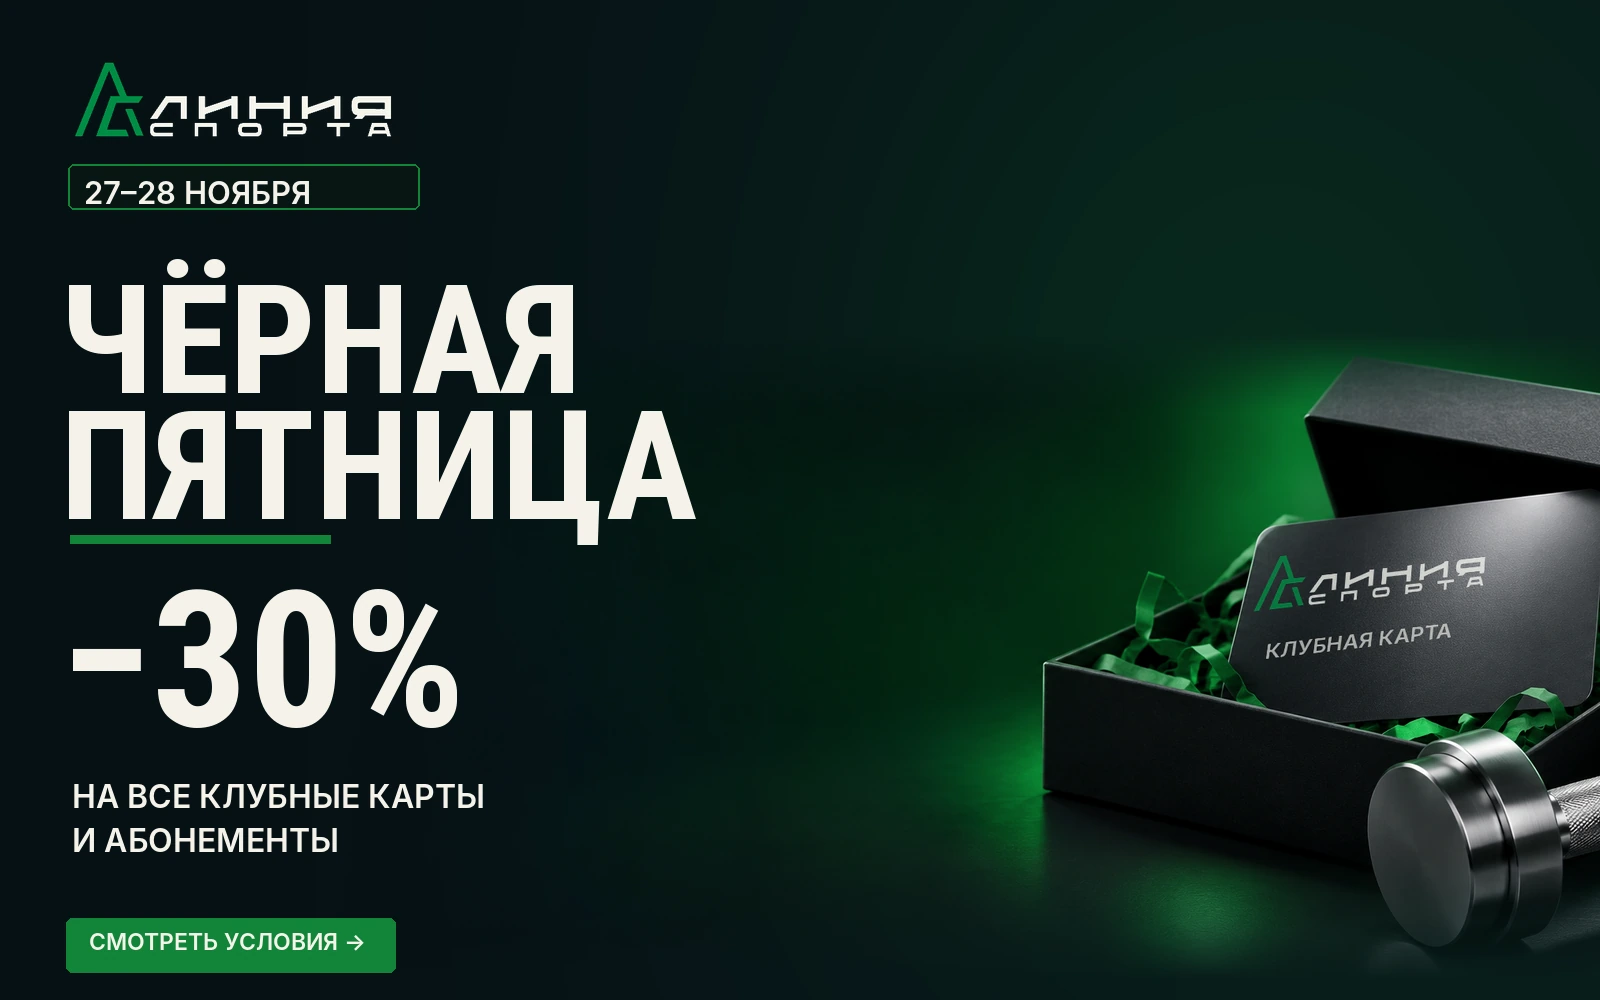 ЛИНИЯ
СПОРТА
27–28 НОЯБРЯ
ЧЁРНАЯ
ПЯТНИЦА
–30%
НА ВСЕ КЛУБНЫЕ КАРТЫ
И АБОНЕМЕНТЫ
СМОТРЕТЬ УСЛОВИЯ →
ЛИНИЯ
СПОРТА
КЛУБНАЯ КАРТА